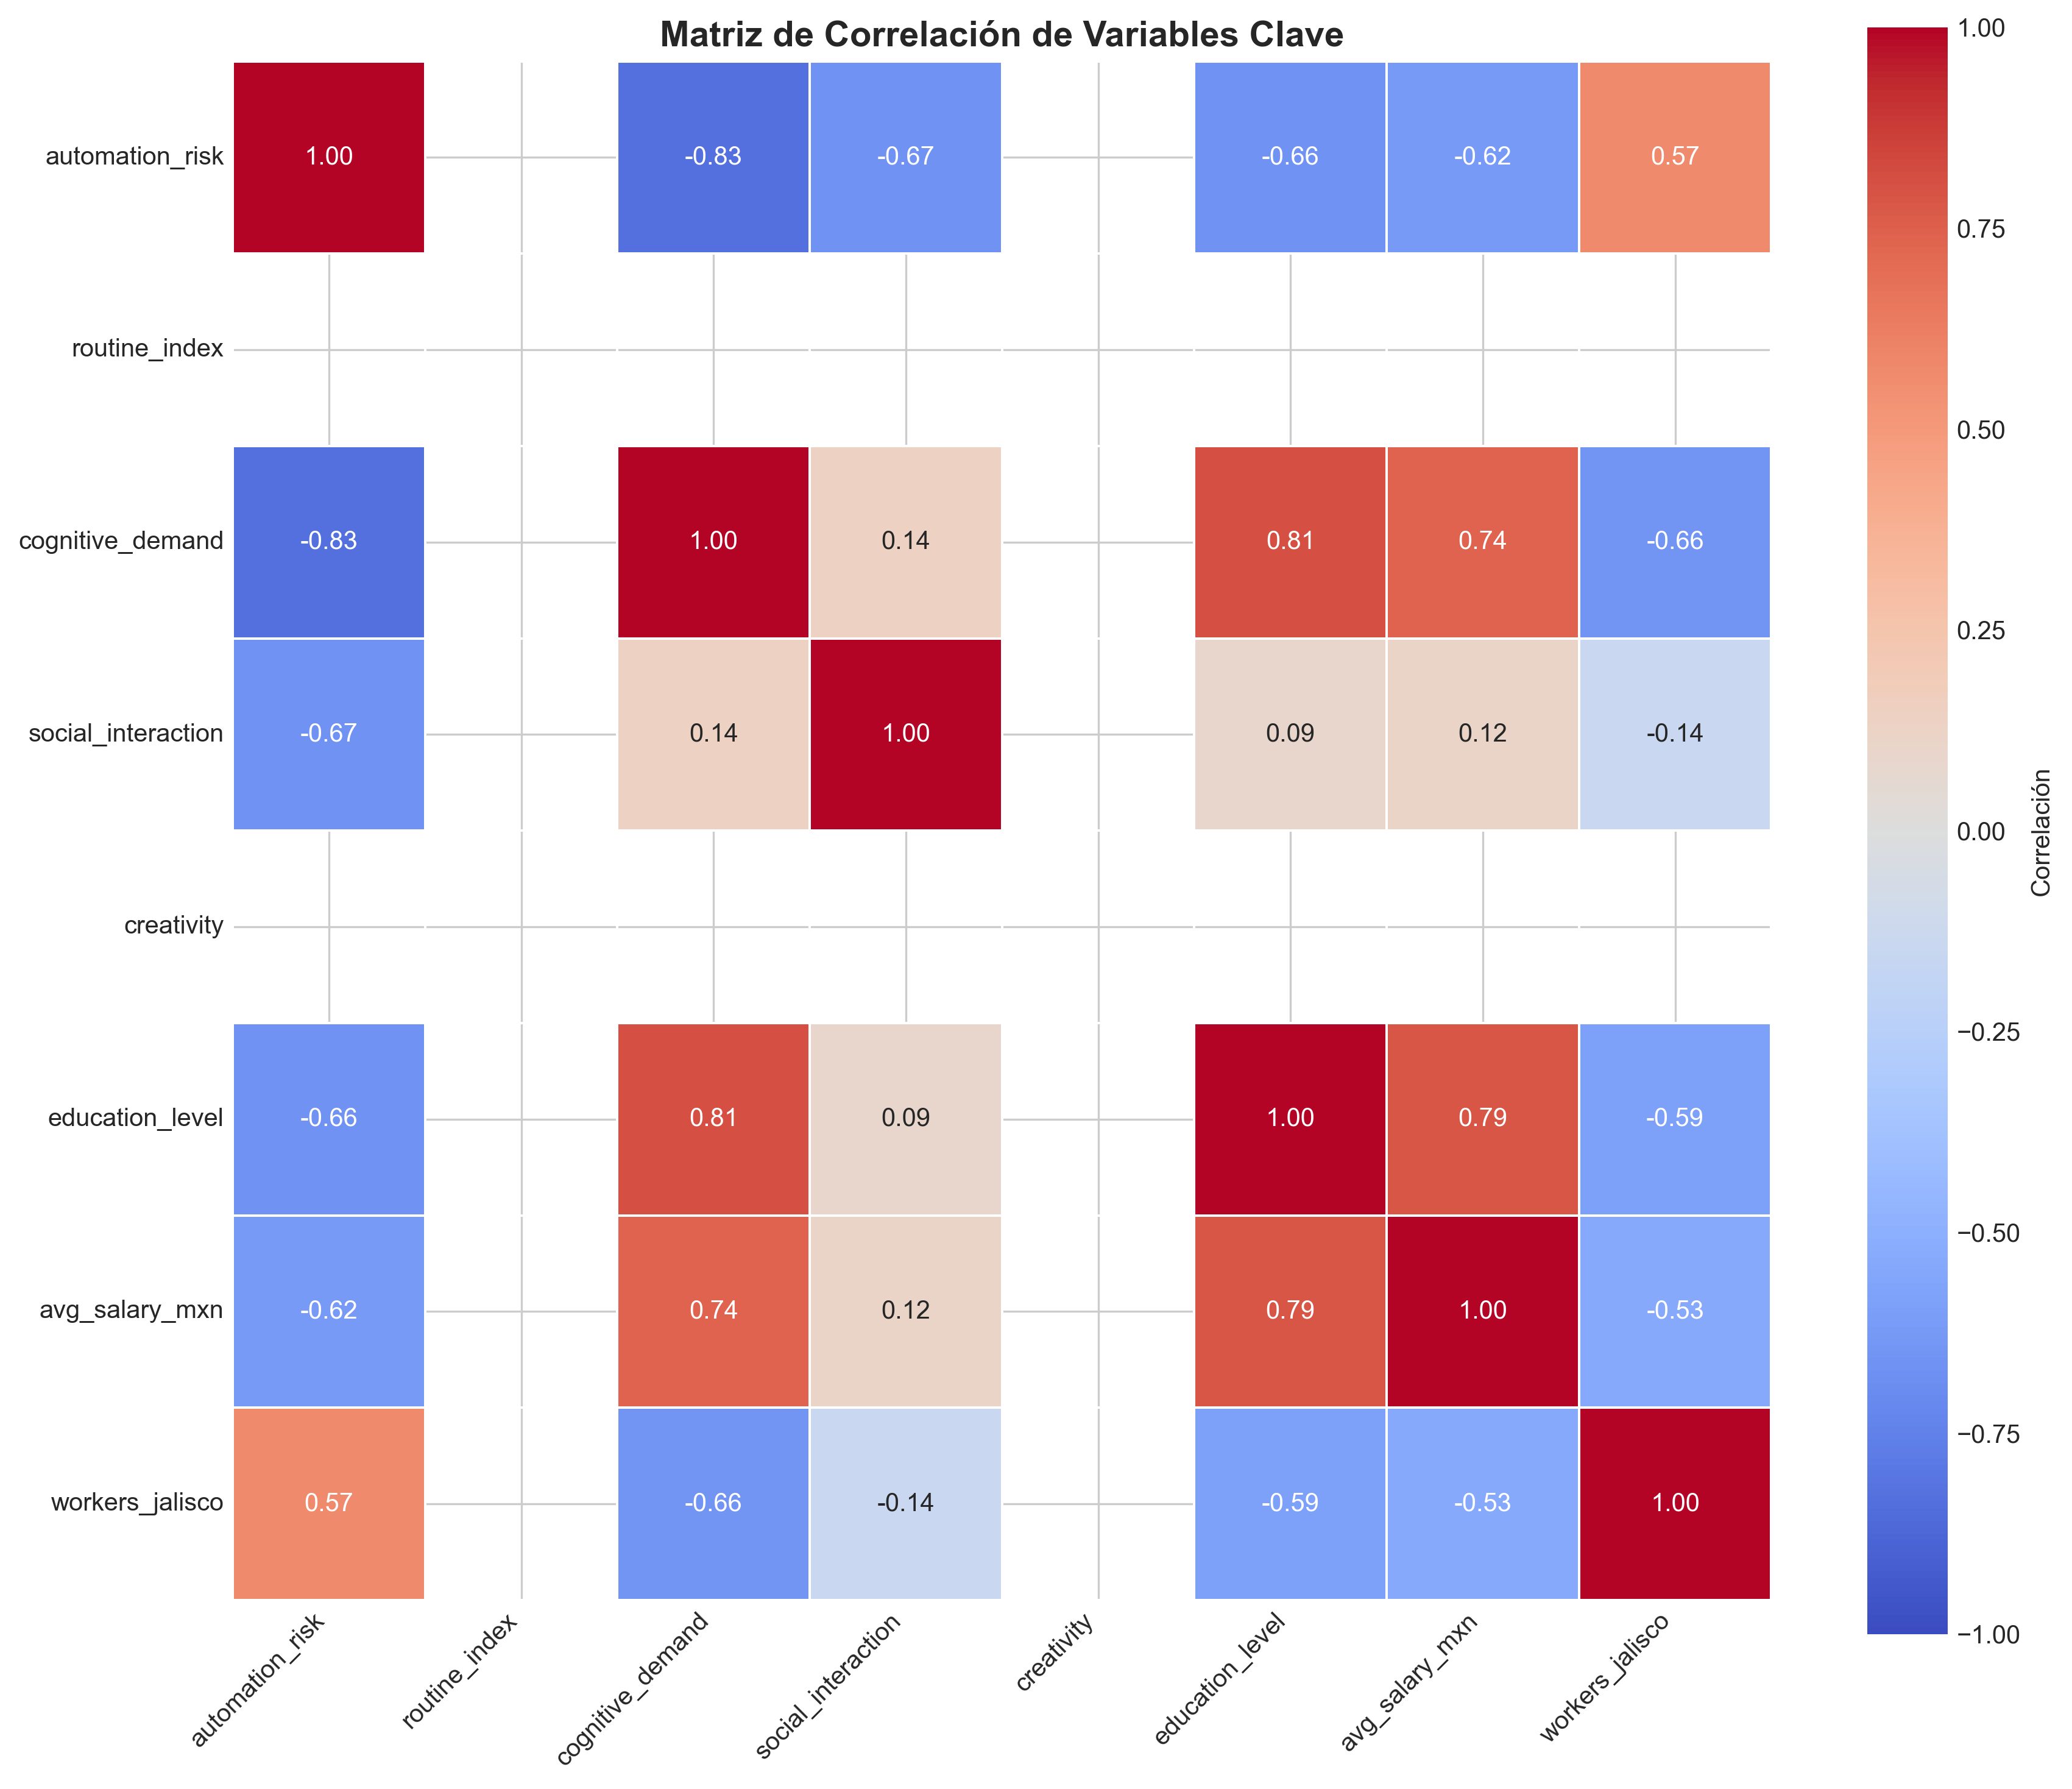 Matriz de Correlación de Variables Clave
automation_risk 1.00 -0.83 -0.67 -0.66 -0.62 0.57
routine_index
cognitive_demand -0.83 1.00 0.14 0.81 0.74 -0.66
social_interaction -0.67 0.14 1.00 0.09 0.12 -0.14
creativity
education_level -0.66 0.81 0.09 1.00 0.79 -0.59
avg_salary_mxn -0.62 0.74 0.12 0.79 1.00 -0.53
workers_jalisco 0.57 -0.66 -0.14 -0.59 -0.53 1.00
automation_risk
routine_index
cognitive_demand
social_interaction
creativity
education_level
avg_salary_mxn
workers_jalisco
1.00
0.75
0.50
0.25
0.00
−0.25
−0.50
−0.75
−1.00
Correlación